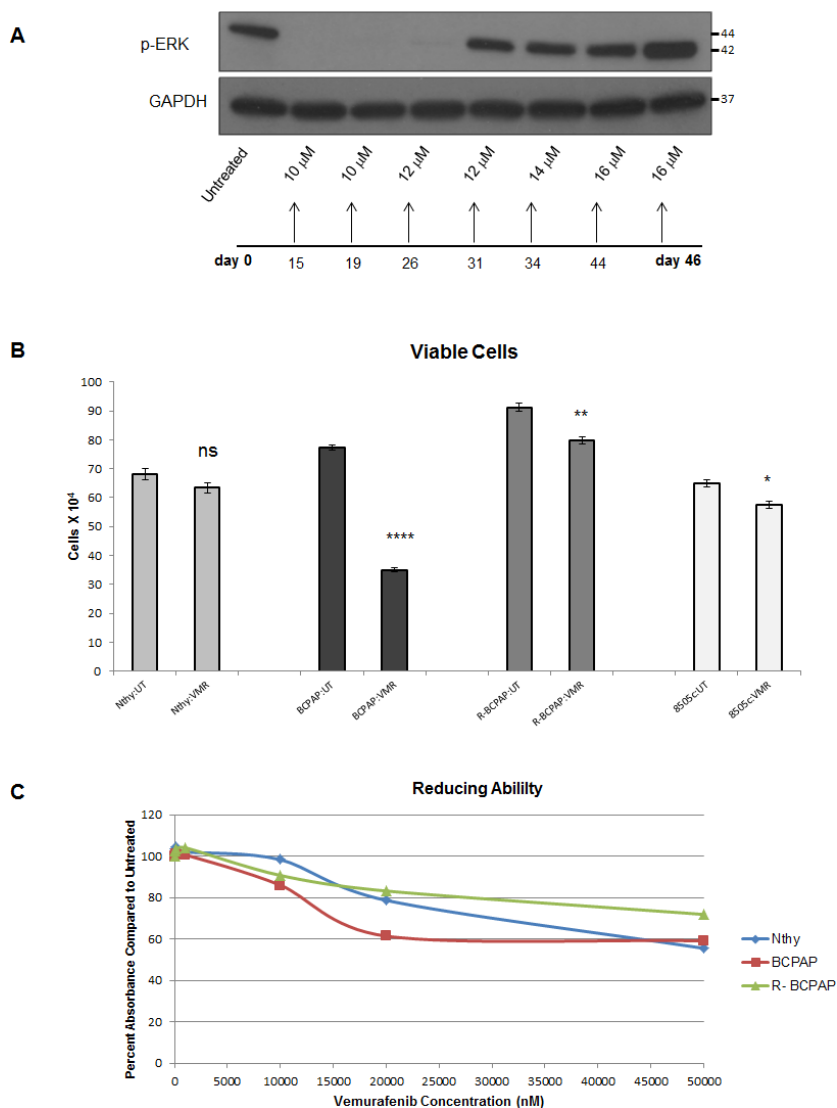 A
p-ERK
44
42
GAPDH
37
Untreated
10 µM
10 µM
12 µM
12 µM
14 µM
16 µM
16 µM
day 0
15
19
26
31
34
44
day 46
B
Viable Cells
Cells X 10⁴
100
90
80
70
60
50
40
30
20
10
0
ns
****
**
*
Nthy:UT
Nthy:VMR
BCPAP:UT
BCPAP:VMR
R-BCPAP:UT
R-BCPAP:VMR
8505c:UT
8505c:VMR
C
Reducing Abililty
Percent Absorbance Compared to Untreated
120
100
80
60
40
20
0
0
5000
10000
15000
20000
25000
30000
35000
40000
45000
50000
Vemurafenib Concentration (nM)
Nthy
BCPAP
R- BCPAP